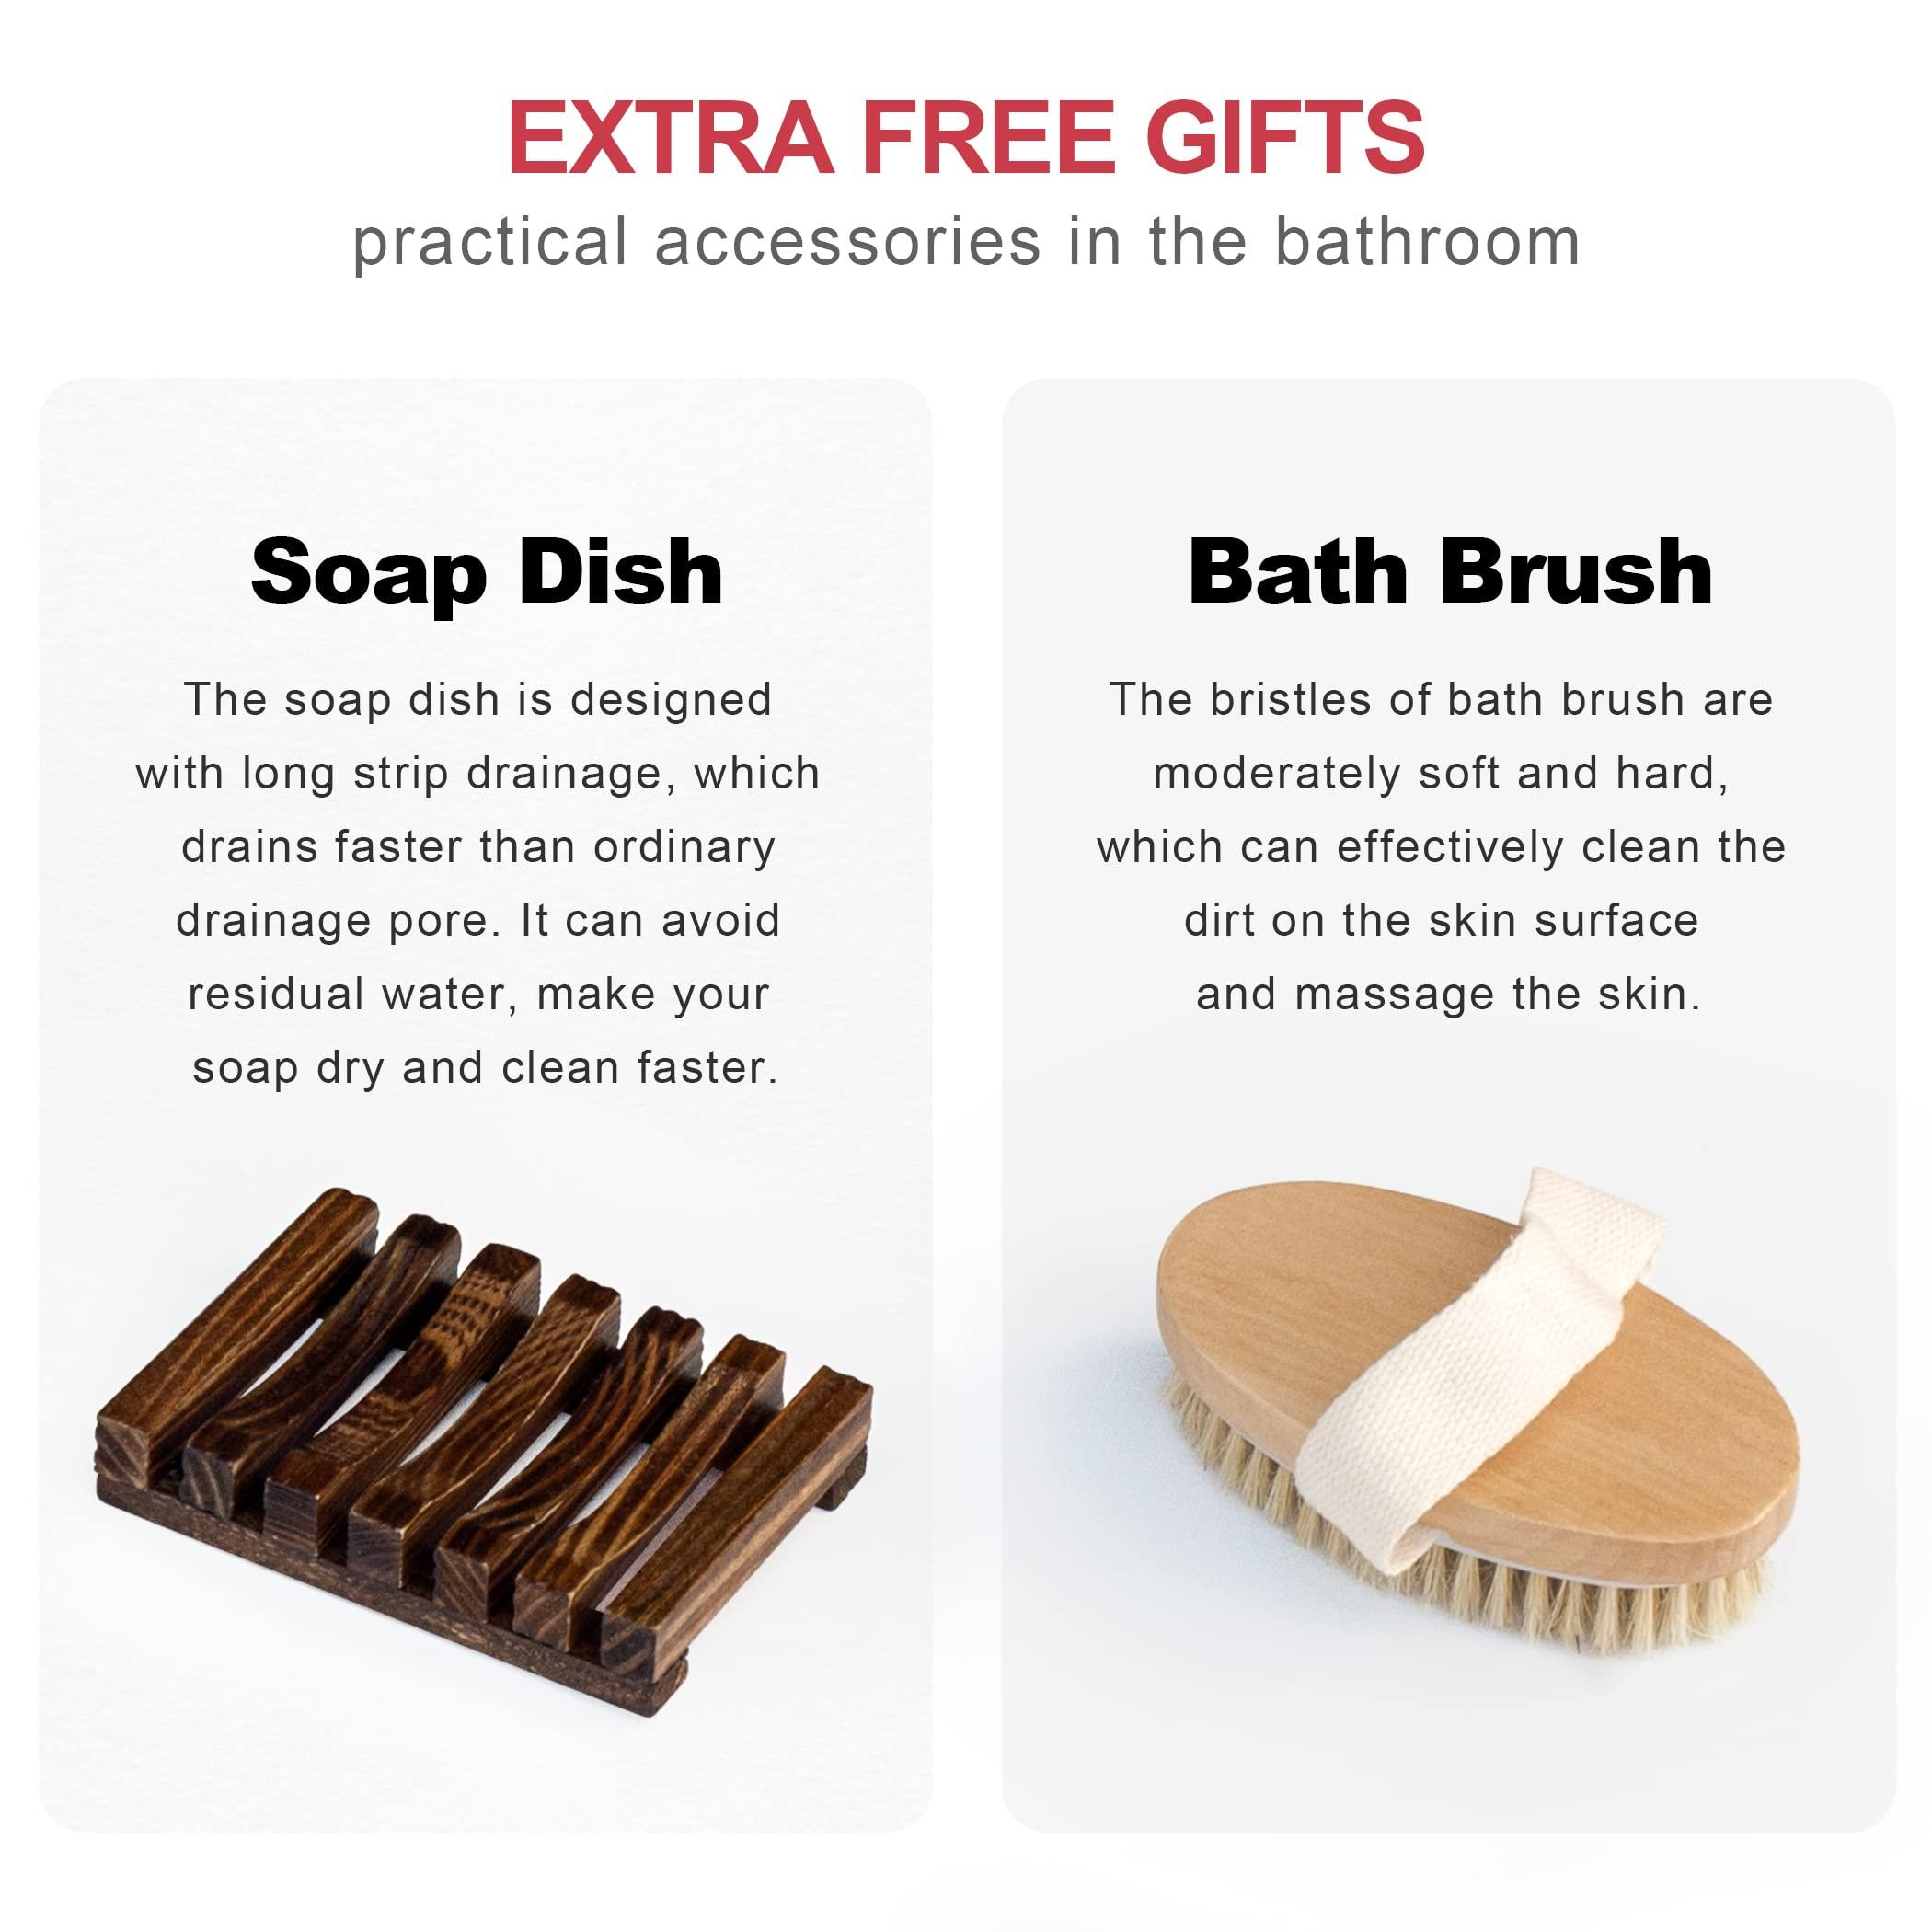 EXTRA FREE GIFTS
practical accessories in the bathroom
Soap Dish
The soap dish is designed
with long strip drainage, which
drains faster than ordinary
drainage pore. It can avoid
residual water, make your
soap dry and clean faster.
Bath Brush
The bristles of bath brush are
moderately soft and hard,
which can effectively clean the
dirt on the skin surface
and massage the skin.